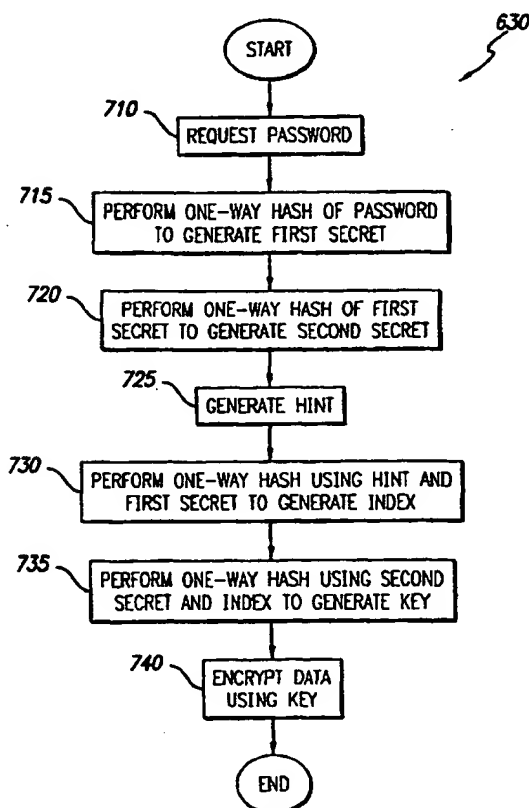 630
START
710
REQUEST PASSWORD
715
PERFORM ONE-WAY HASH OF PASSWORD
TO GENERATE FIRST SECRET
720
PERFORM ONE-WAY HASH OF FIRST
SECRET TO GENERATE SECOND SECRET
725
GENERATE HINT
730
PERFORM ONE-WAY HASH USING HINT AND
FIRST SECRET TO GENERATE INDEX
735
PERFORM ONE-WAY HASH USING SECOND
SECRET AND INDEX TO GENERATE KEY
740
ENCRYPT DATA
USING KEY
END